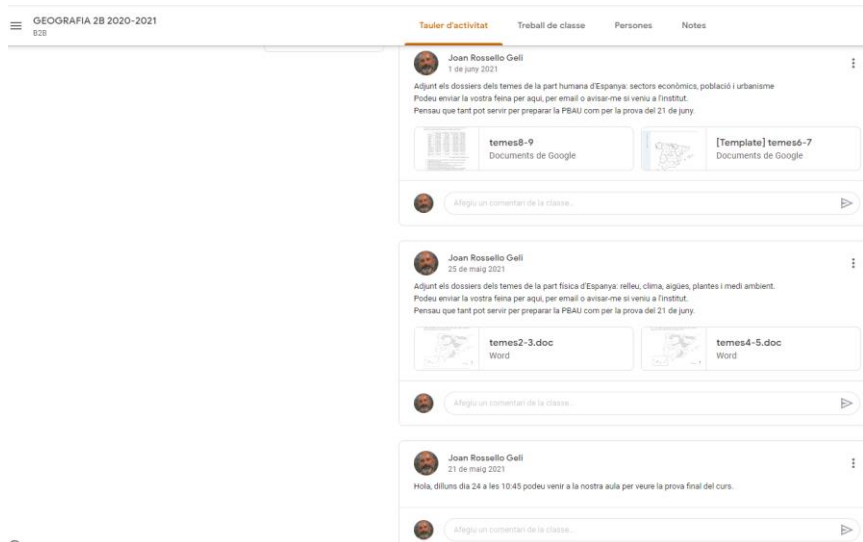 GEOGRAFIA 2B 2020-2021
B2B
Tauler d'activitat Treball de classe Persones Notes
Joan Rossello Geli
1 de juny 2021
Adjunt els dossiers dels temes de la part humana d'Espanya: sectors econòmics, població i urbanisme
Podeu enviar la vostra feina per aqui, per email o avisar-me si veniu a l'institut.
Pensau que tant pot servir per preparar la PBAU com per la prova del 21 de juny.
temes8-9
Documents de Google
[Template] temes6-7
Documents de Google
Afegiu un comentari de la classe...
Joan Rossello Geli
25 de maig 2021
Adjunt els dossiers dels temes de la part física d'Espanya: relleu, clima, aigües, plantes i medi ambient.
Podeu enviar la vostra feina per aqui, per email o avisar-me si veniu a l'institut.
Pensau que tant pot servir per preparar la PBAU com per la prova del 21 de juny.
temes2-3.doc
Word
temes4-5.doc
Word
Afegiu un comentari de la classe...
Joan Rossello Geli
21 de maig 2021
Hola, dilluns dia 24 a les 10:45 podeu venir a la nostra aula per veure la prova final del curs.
Afegiu un comentari de la classe...